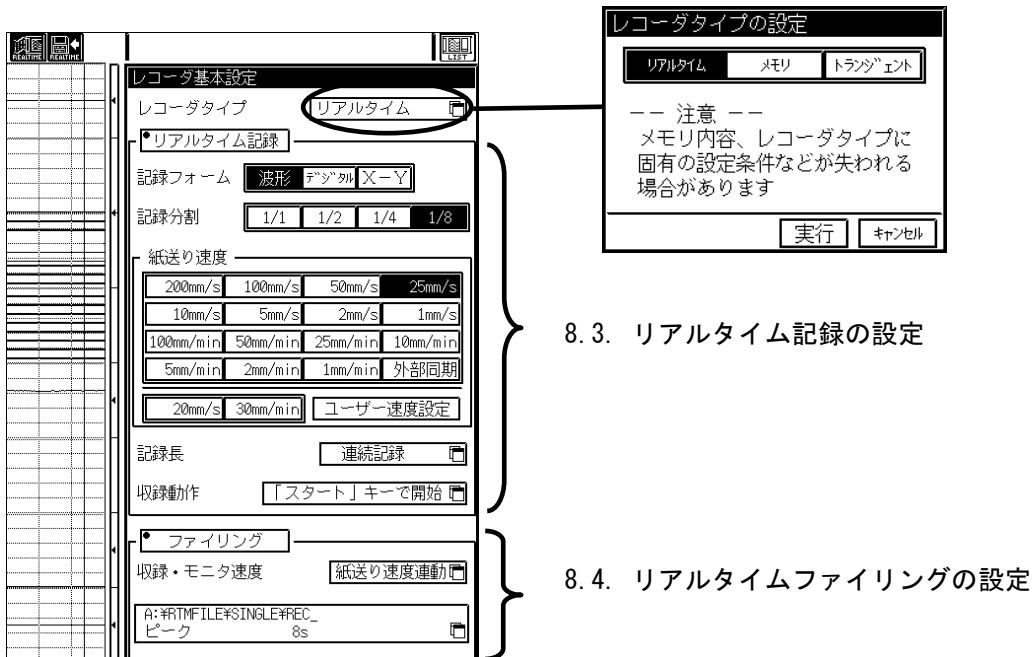 REALTIME REALTIME
LIST
レコーダ基本設定
レコーダタイプ リアルタイム
リアルタイム記録
記録フォーム 波形 デジタル X-Y
記録分割 1/1 1/2 1/4 1/8
紙送り速度
200mm/s 100mm/s 50mm/s 25mm/s
10mm/s 5mm/s 2mm/s 1mm/s
100mm/min 50mm/min 25mm/min 10mm/min
5mm/min 2mm/min 1mm/min 外部同期
20mm/s 30mm/min ユーザー速度設定
記録長 連続記録
収録動作 「スタート」キーで開始
ファイリング
収録・モニタ速度 紙送り速度連動
A:¥RTMFILE¥SINGLE¥REC_
ピーク 8s
レコーダタイプの設定
リアルタイム メモリ トランジェント
-- 注意 --
メモリ内容、レコーダタイプに
固有の設定条件などが失われる
場合があります
実行 キャンセル
8.3. リアルタイム記録の設定
8.4. リアルタイムファイリングの設定